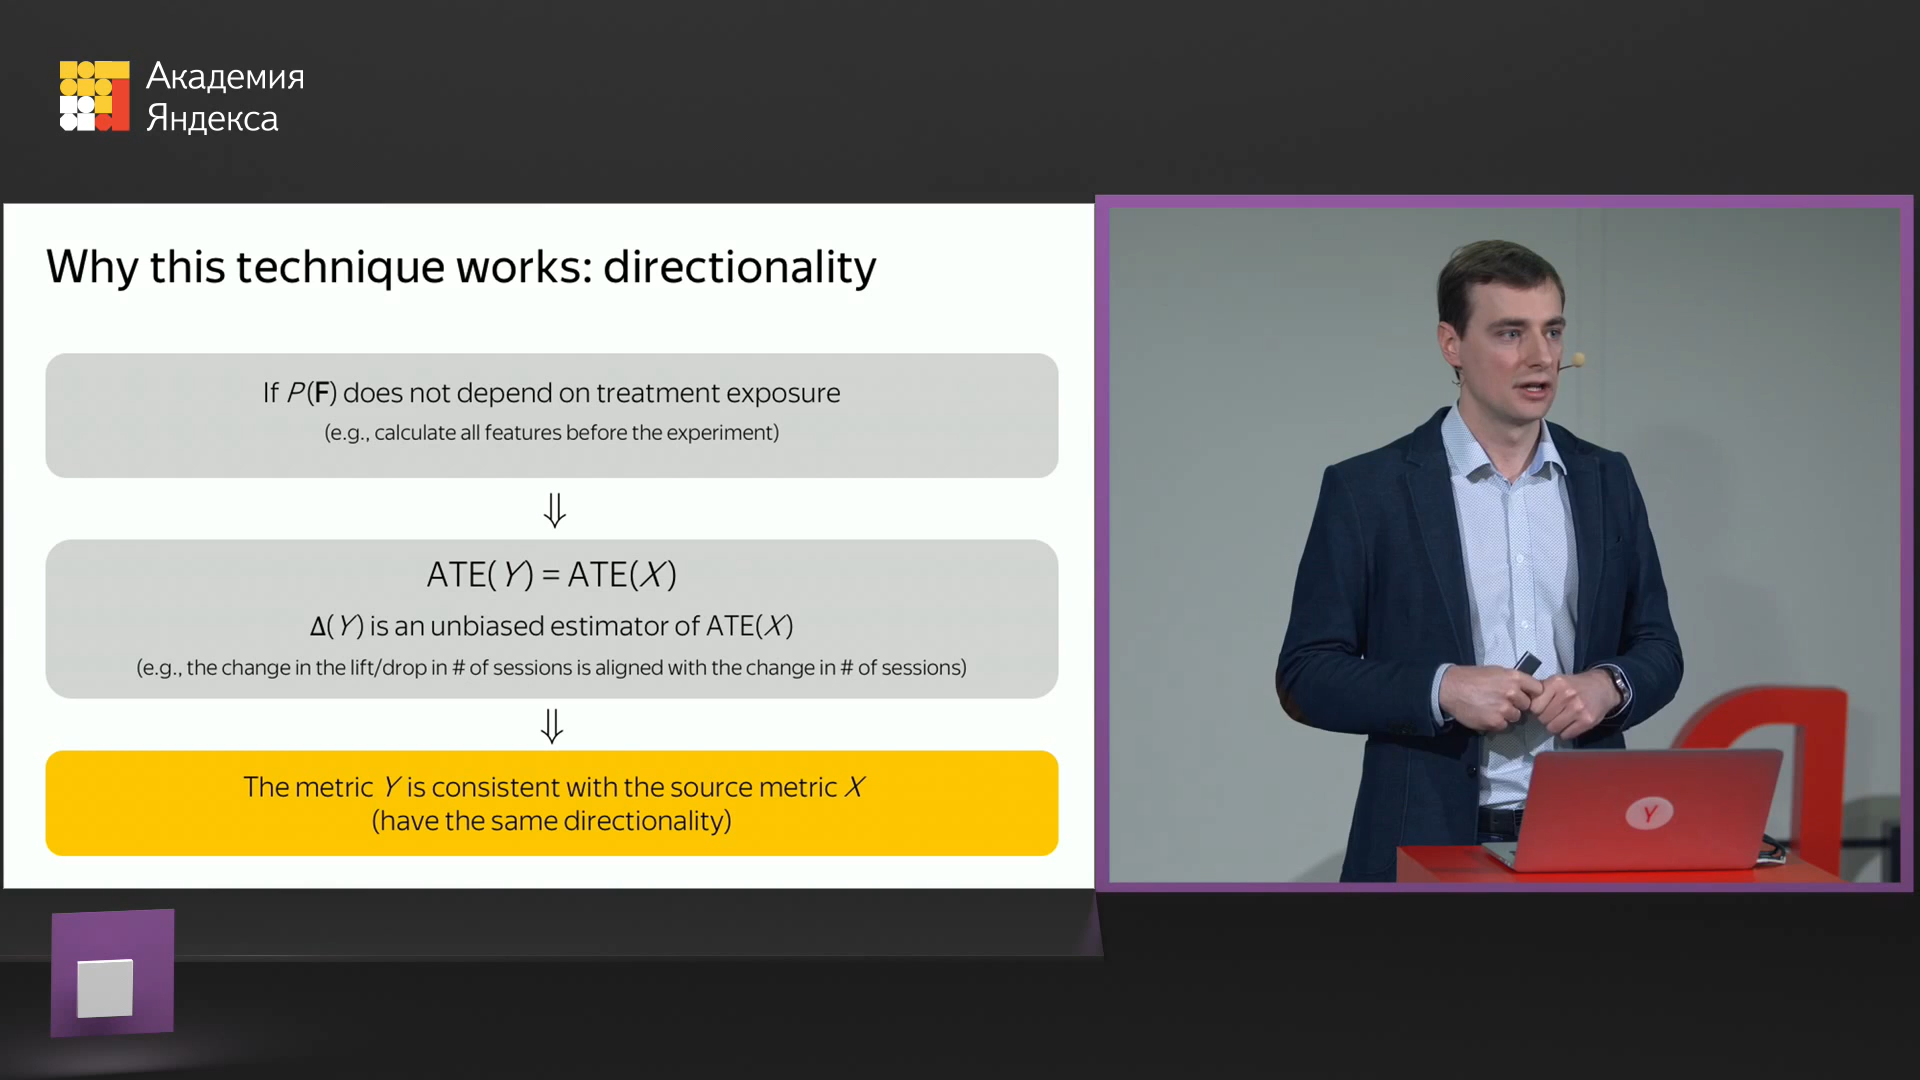 Академия
Яндекса
Why this technique works: directionality
If P(F) does not depend on treatment exposure
(e.g., calculate all features before the experiment)
⇓
ATE(Y) = ATE(X)
Δ(Y) is an unbiased estimator of ATE(X)
(e.g., the change in the lift/drop in # of sessions is aligned with the change in # of sessions)
⇓
The metric Y is consistent with the source metric X
(have the same directionality)
Y